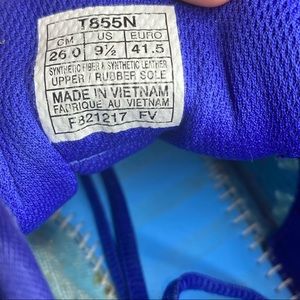 T855N
CM US EURO
26.0 9½ 41.5
SYNTHETIC FIBER & SYNTHETIC LEATHER
UPPER / RUBBER SOLE
MADE IN VIETNAM
FABRIQUE AU VIETNAM
FB21217 FV